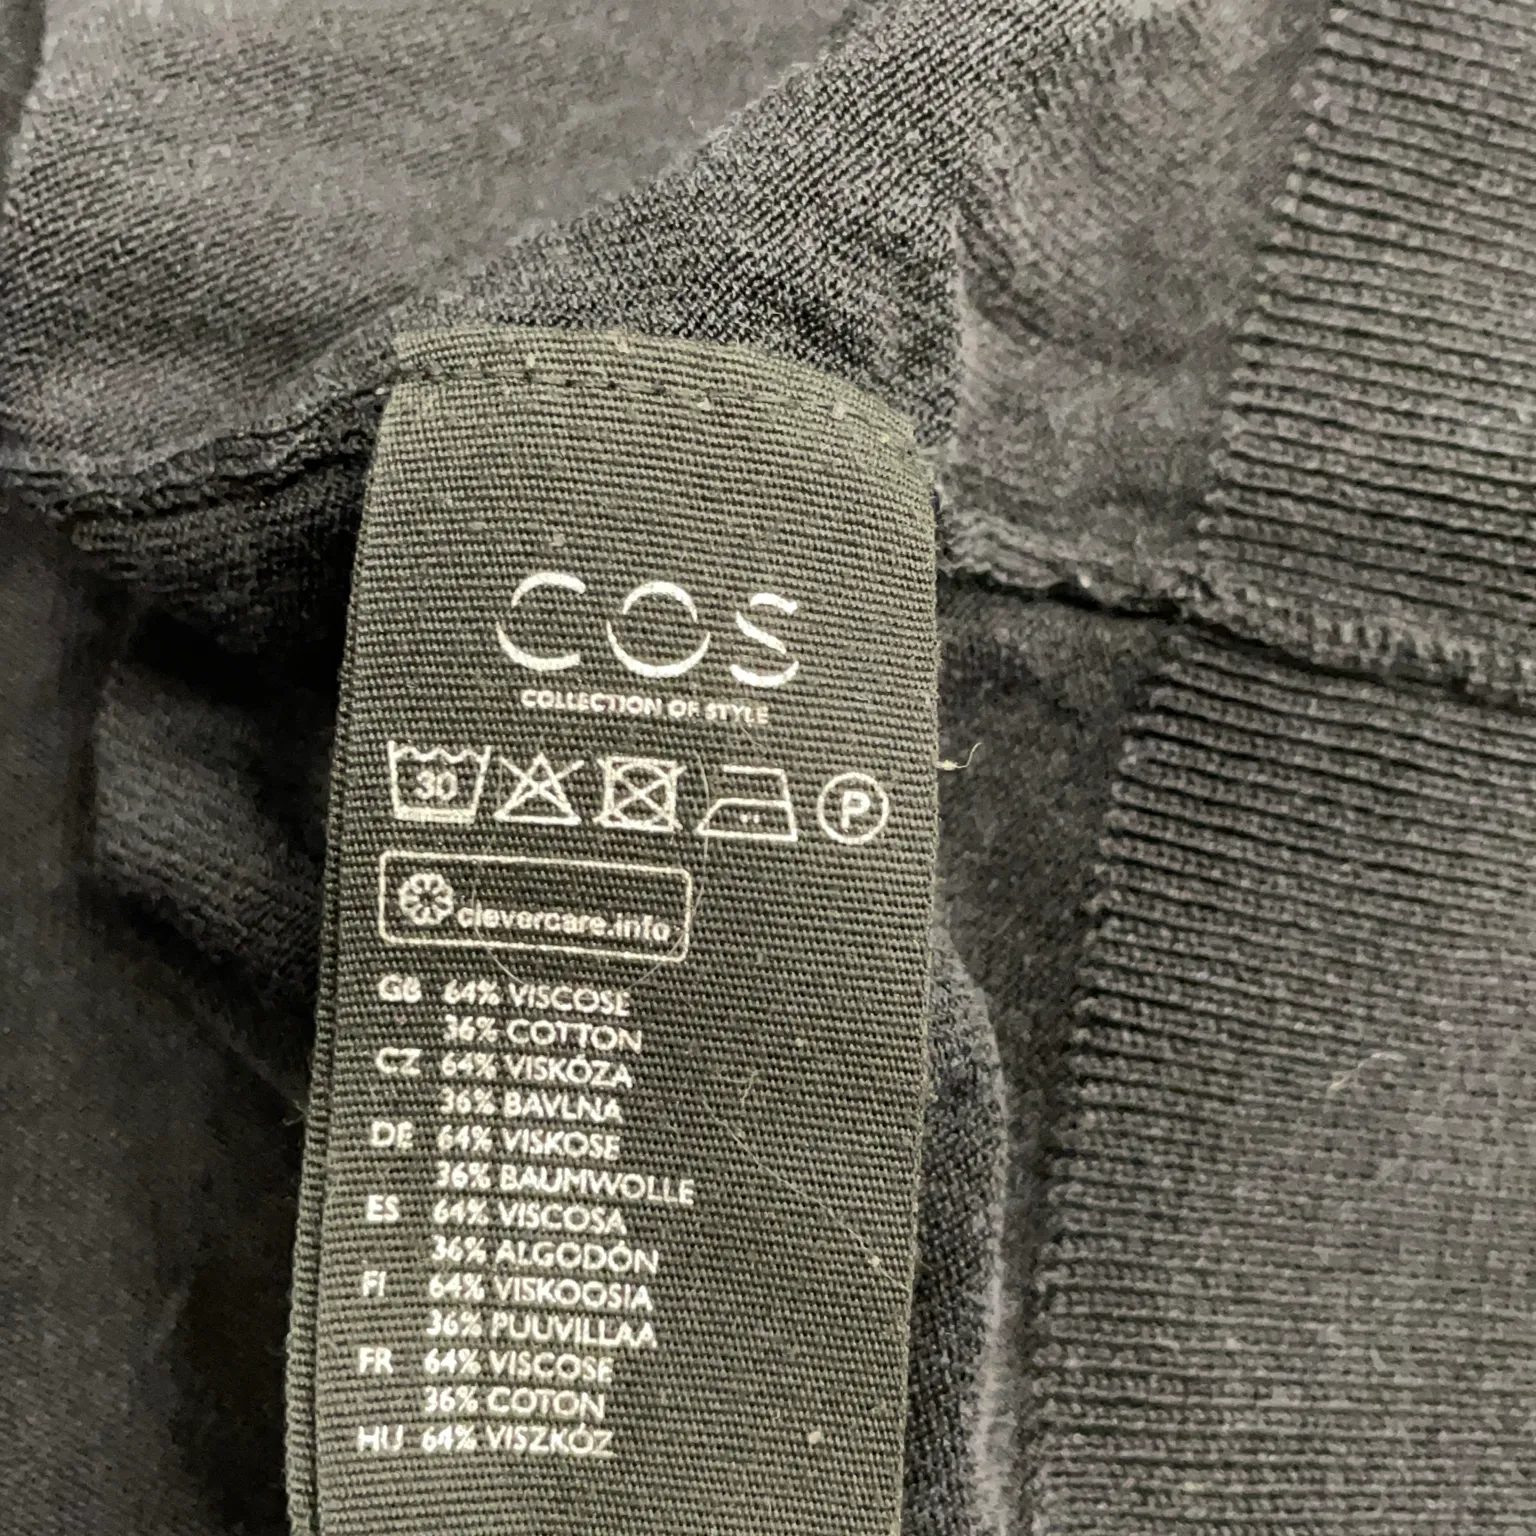 COS
COLLECTION OF STYLE
30 P
clevercare.info
GB 64% VISCOSE
36% COTTON
CZ 64% VISKÓZA
36% BAVLNA
DE 64% VISKOSE
36% BAUMWOLLE
ES 64% VISCOSA
36% ALGODÓN
FI 64% VISKOOSIA
36% PUUVILLAA
FR 64% VISCOSE
36% COTON
HU 64% VISZKÓZ